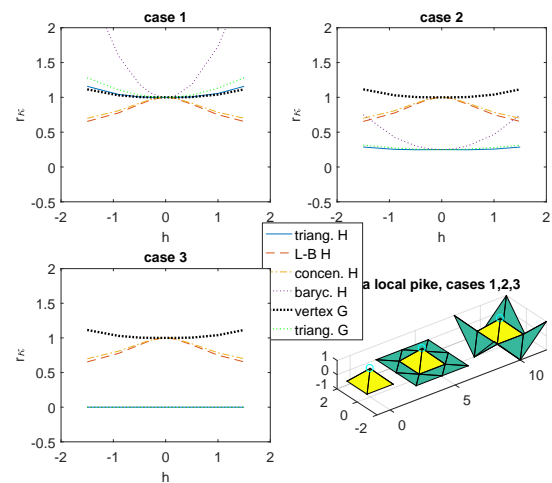 case 1
2
1.5
1
0.5
0
-0.5
-2
-1
0
1
2
rκ
h
case 2
2
1.5
1
0.5
0
-0.5
-2
-1
0
1
2
rκ
h
case 3
2
1.5
1
0.5
0
-0.5
-2
-1
0
1
2
rκ
h
triang. H
L-B H
concen. H
baryc. H
vertex G
triang. G
a local pike, cases 1,2,3
1
0
-1
2
0
-2
0
5
10